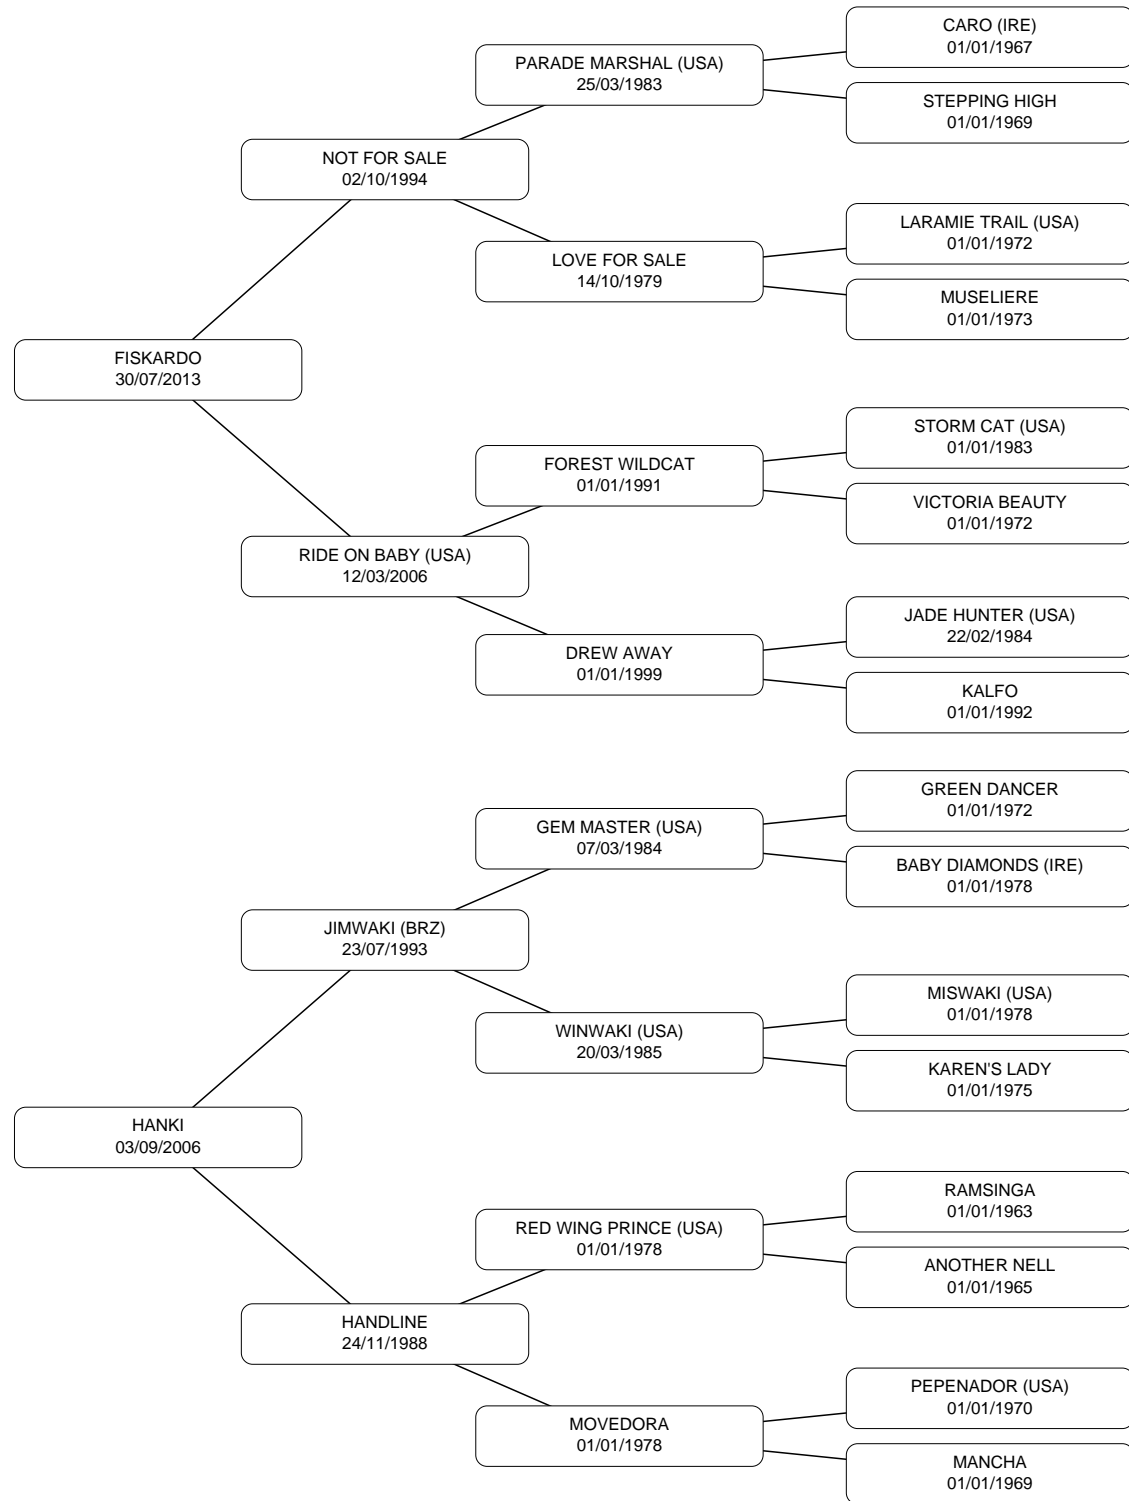 CARO (IRE)
01/01/1967
PARADE MARSHAL (USA)
25/03/1983
STEPPING HIGH
01/01/1969
NOT FOR SALE
02/10/1994
LARAMIE TRAIL (USA)
01/01/1972
LOVE FOR SALE
14/10/1979
MUSELIERE
01/01/1973
FISKARDO
30/07/2013
STORM CAT (USA)
01/01/1983
FOREST WILDCAT
01/01/1991
VICTORIA BEAUTY
01/01/1972
RIDE ON BABY (USA)
12/03/2006
JADE HUNTER (USA)
22/02/1984
DREW AWAY
01/01/1999
KALFO
01/01/1992
GREEN DANCER
01/01/1972
GEM MASTER (USA)
07/03/1984
BABY DIAMONDS (IRE)
01/01/1978
JIMWAKI (BRZ)
23/07/1993
MISWAKI (USA)
01/01/1978
WINWAKI (USA)
20/03/1985
KAREN'S LADY
01/01/1975
HANKI
03/09/2006
RAMSINGA
01/01/1963
RED WING PRINCE (USA)
01/01/1978
ANOTHER NELL
01/01/1965
HANDLINE
24/11/1988
PEPENADOR (USA)
01/01/1970
MOVEDORA
01/01/1978
MANCHA
01/01/1969